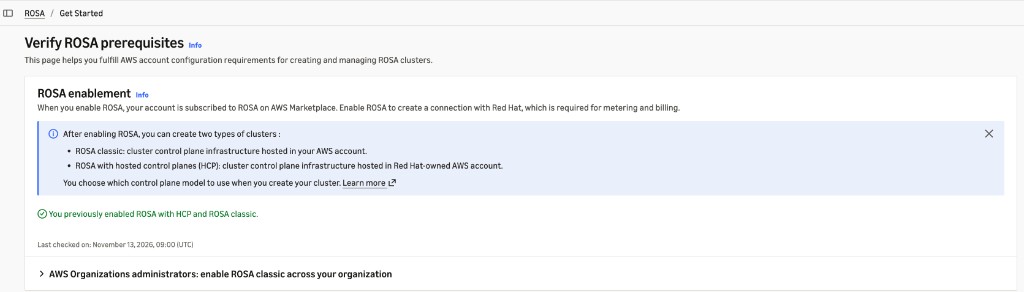 ROSA / Get Started
Verify ROSA prerequisites Info
This page helps you fulfill AWS account configuration requirements for creating and managing ROSA clusters.
ROSA enablement Info
When you enable ROSA, your account is subscribed to ROSA on AWS Marketplace. Enable ROSA to create a connection with Red Hat, which is required for metering and billing.
After enabling ROSA, you can create two types of clusters :
• ROSA classic: cluster control plane infrastructure hosted in your AWS account.
• ROSA with hosted control planes (HCP): cluster control plane infrastructure hosted in Red Hat-owned AWS account.
You choose which control plane model to use when you create your cluster. Learn more
You previously enabled ROSA with HCP and ROSA classic.
Last checked on: November 13, 2026, 09:00 (UTC)
AWS Organizations administrators: enable ROSA classic across your organization